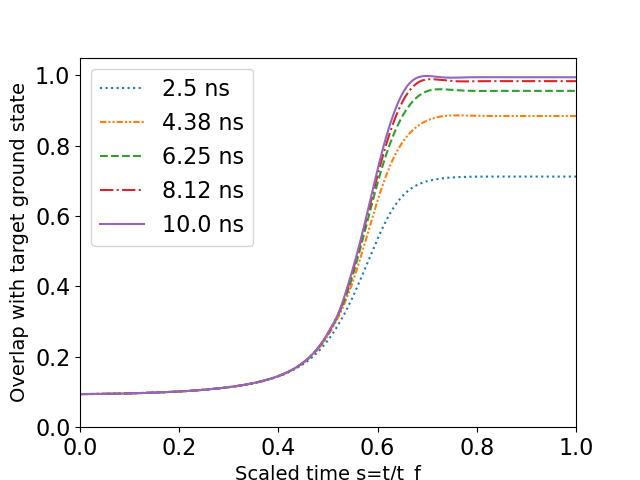 Overlap with target ground state
1.0
0.8
0.6
0.4
0.2
0.0
2.5 ns
4.38 ns
6.25 ns
8.12 ns
10.0 ns
0.0 0.2 0.4 0.6 0.8 1.0
Scaled time s=t/t_f